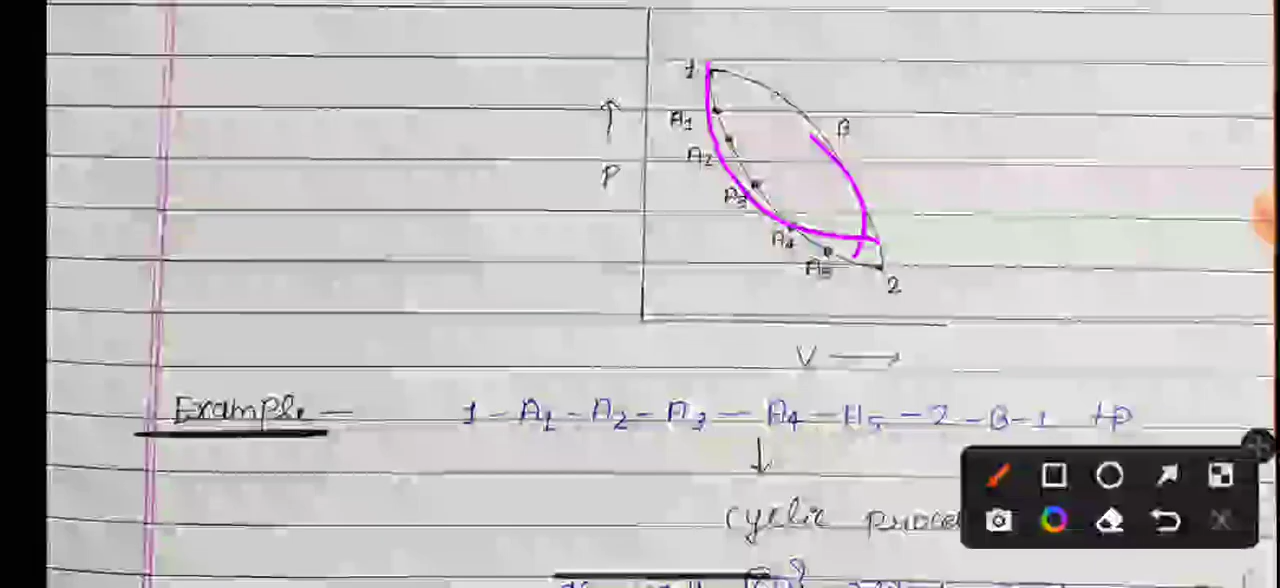 1
A1
B
A2
P
A3
A4
A5
2
V
Example - 1 - A1 - A2 - A3 - A4 - A5 - 2 - B - 1
cyclic